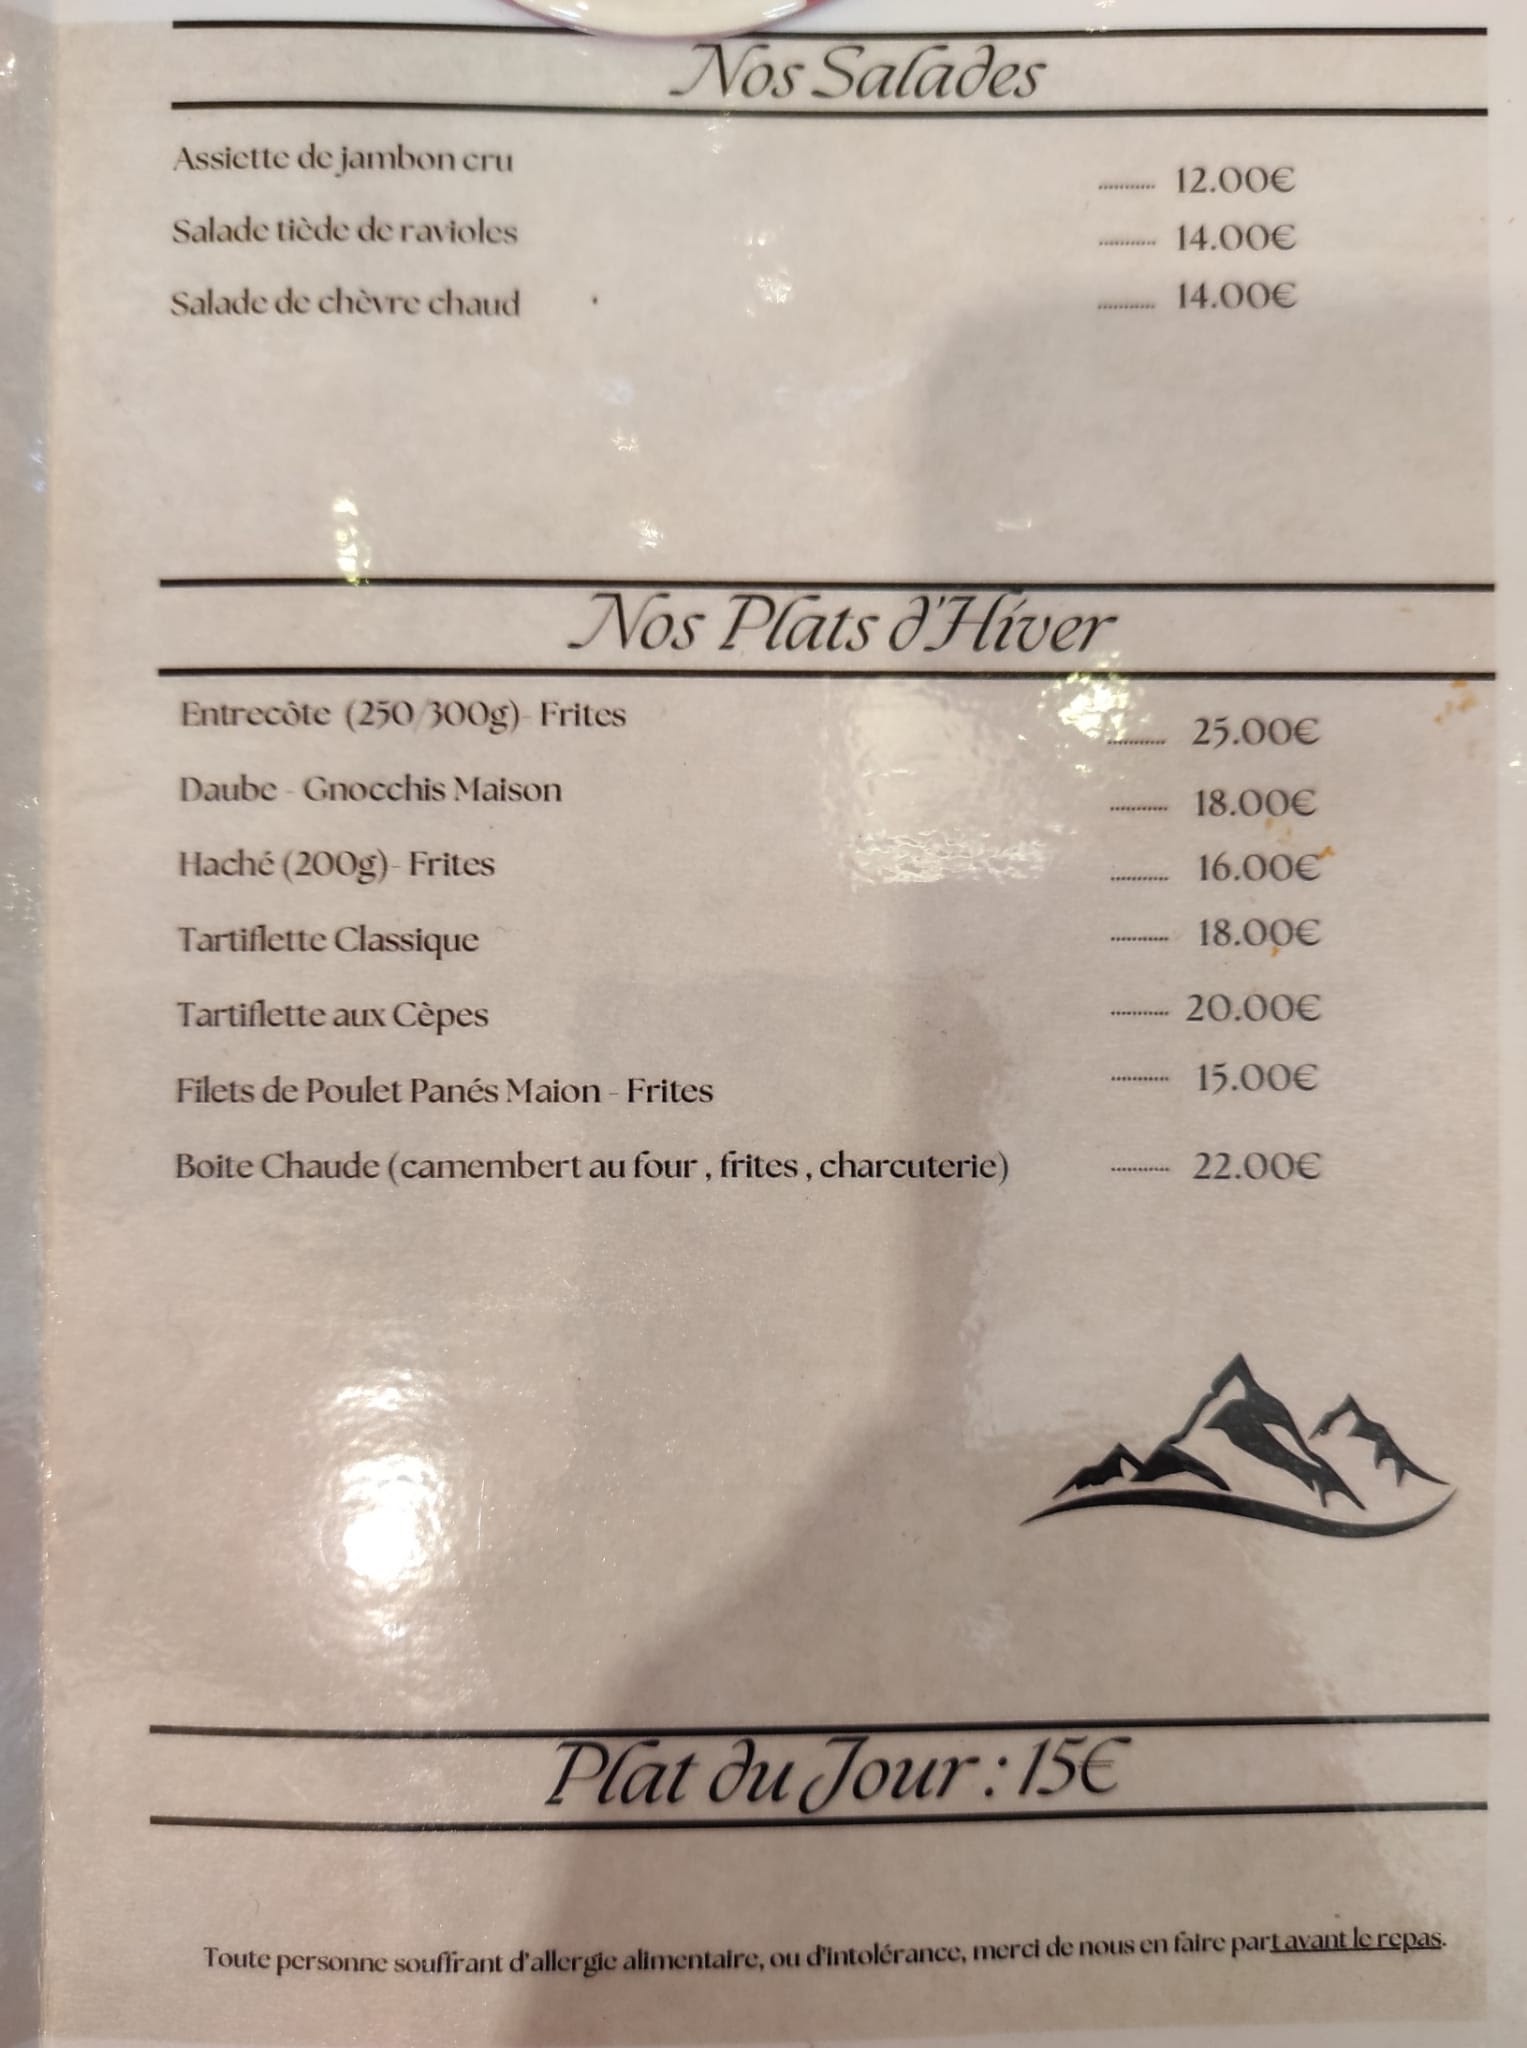 Nos Salades
Assiette de jambon cru ........... 12.00€
Salade tiède de ravioles ........... 14.00€
Salade de chèvre chaud ........... 14.00€
Nos Plats d'Hiver
Entrecôte (250/300g)- Frites ........... 25.00€
Daube - Gnocchis Maison ........... 18.00€
Haché (200g)- Frites ........... 16.00€
Tartiflette Classique ........... 18.00€
Tartiflette aux Cèpes ........... 20.00€
Filets de Poulet Panés Maion - Frites ........... 15.00€
Boite Chaude (camembert au four , frites , charcuterie) ........... 22.00€
Plat du Jour : 15€
Toute personne souffrant d'allergie alimentaire, ou d'intolérance, merci de nous en faire part avant le repas.